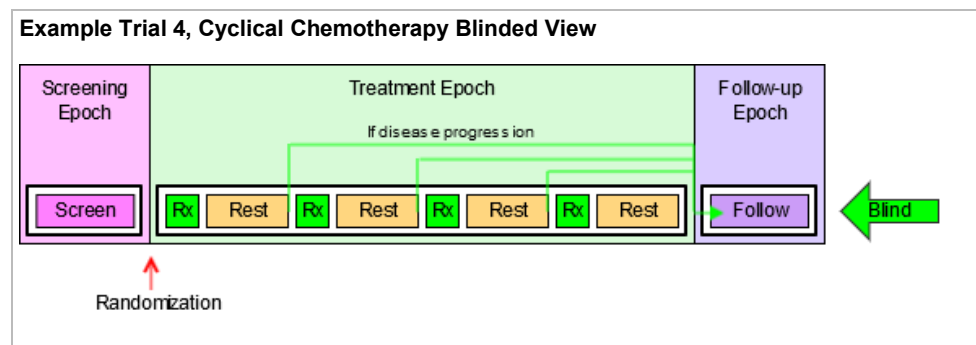 Example Trial 4, Cyclical Chemotherapy Blinded View
Screening
Epoch
Treatment Epoch
Follow-up
Epoch
If disease progression
Screen
Rx
Rest
Rx
Rest
Rx
Rest
Rx
Rest
Follow
Blind
Randomization